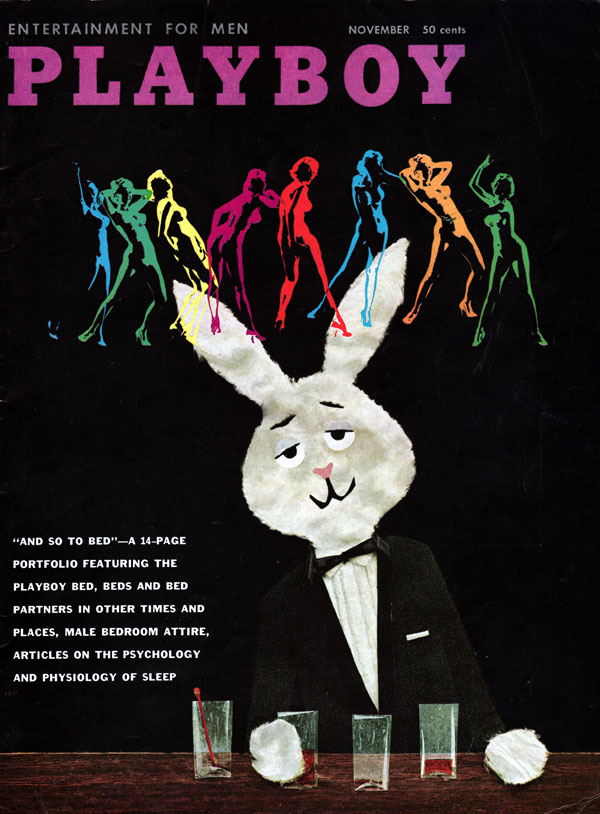 ENTERTAINMENT FOR MEN NOVEMBER 50 cents
PLAYBOY
"AND SO TO BED"—A 14-PAGE
PORTFOLIO FEATURING THE
PLAYBOY BED, BEDS AND BED
PARTNERS IN OTHER TIMES AND
PLACES, MALE BEDROOM ATTIRE,
ARTICLES ON THE PSYCHOLOGY
AND PHYSIOLOGY OF SLEEP